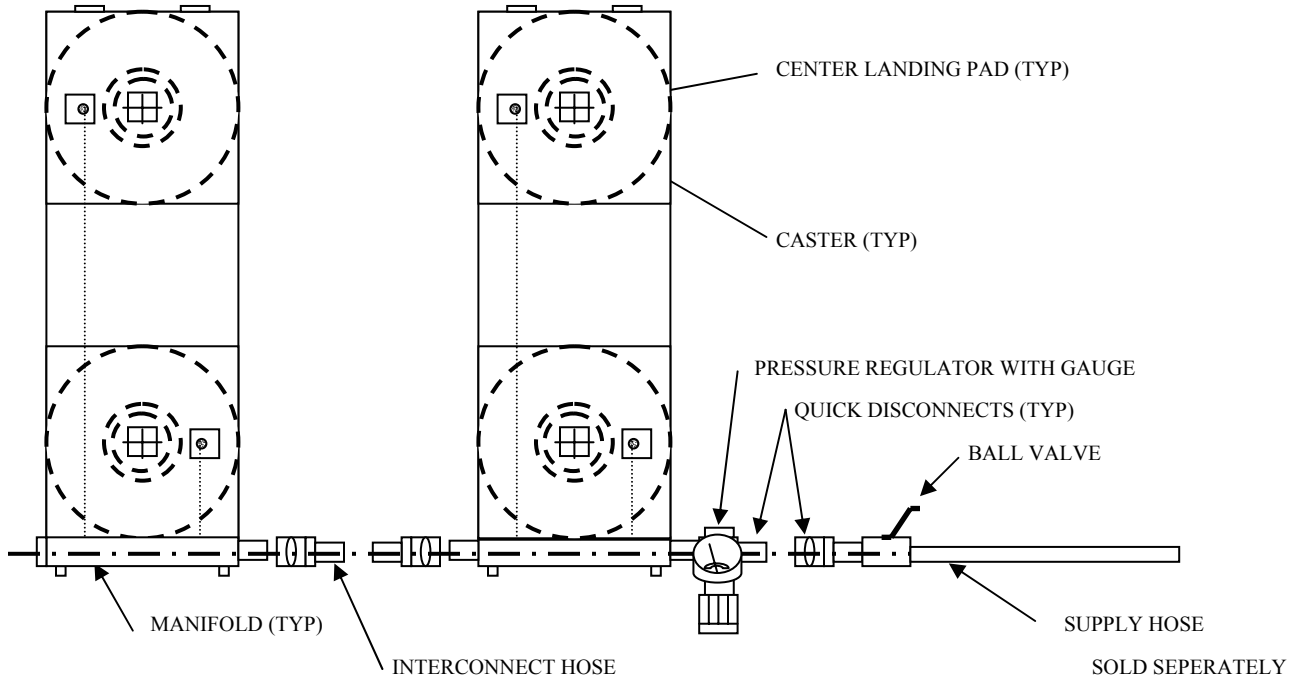 CENTER LANDING PAD (TYP)
CASTER (TYP)
PRESSURE REGULATOR WITH GAUGE
QUICK DISCONNECTS (TYP)
BALL VALVE
MANIFOLD (TYP)
SUPPLY HOSE
INTERCONNECT HOSE
SOLD SEPERATELY